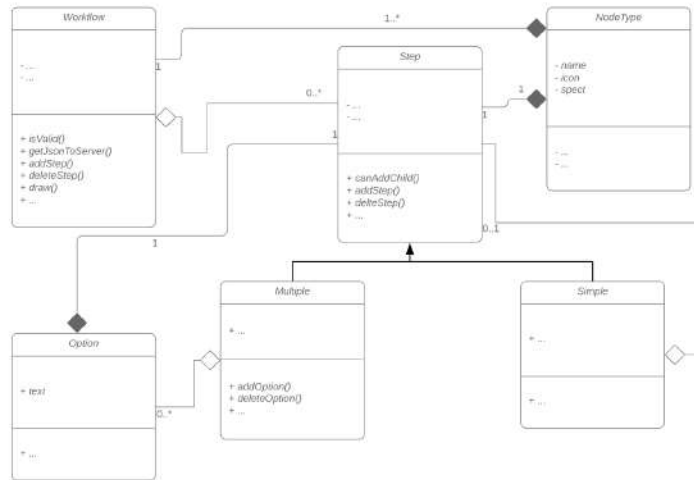 Workflow
- ...
- ...
+ isValid()
+ getJsonToServer()
+ addStep()
+ deleteStep()
+ draw()
+ ...
1
1..*
NodeType
- name
- icon
- spect
- ...
- ...
Step
- ...
- ...
+ canAddChild()
+ addStep()
+ delteStep()
+ ...
0..*
1
1
1
1
0..1
Multiple
+ ...
+ addOption()
+ deleteOption()
+ ...
Simple
+ ...
+ ...
Option
+ text
+ ...
0..*